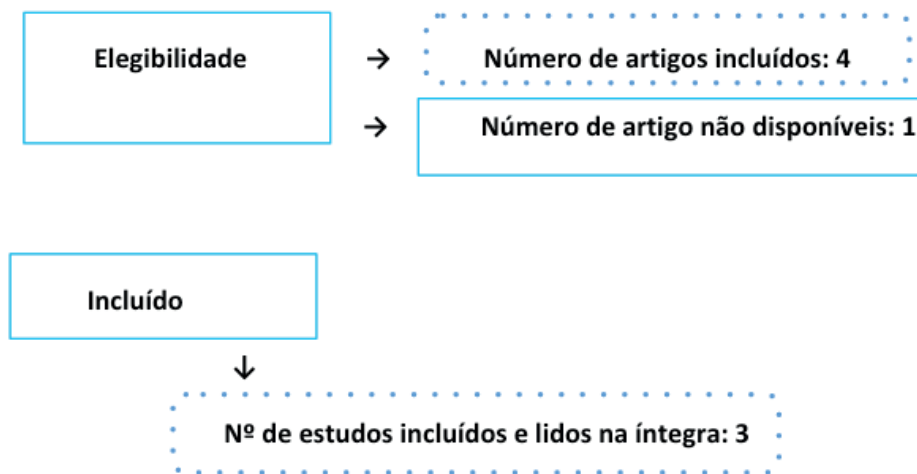 Elegibilidade → Número de artigos incluídos: 4
→ Número de artigo não disponíveis: 1
Incluído
↓
Nº de estudos incluídos e lidos na íntegra: 3